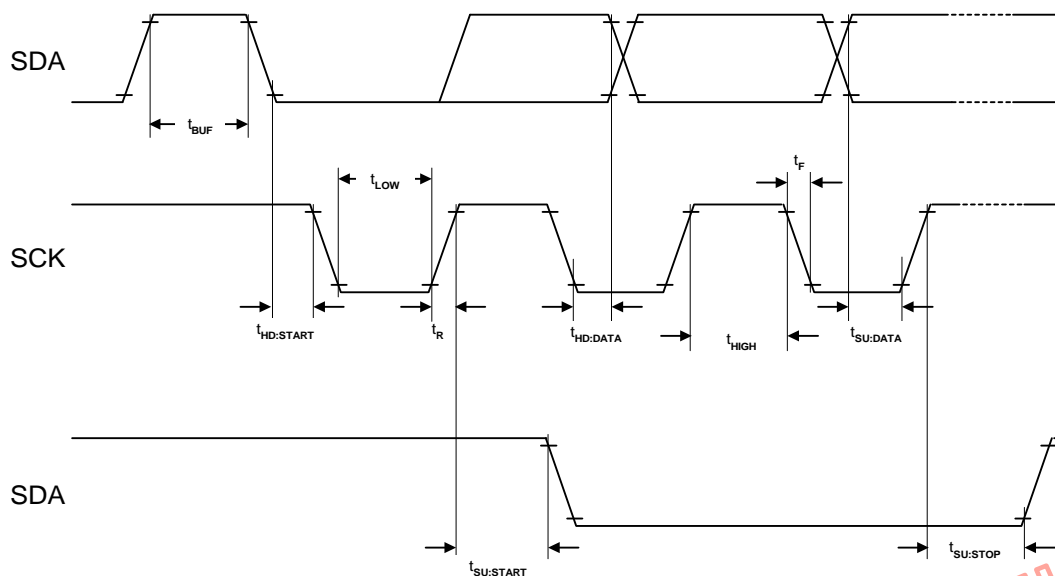 SDA
tBUF
tF
tLOW
SCK
tHD:START
tR
tHD:DATA
tHIGH
tSU:DATA
SDA
tSU:START
tSU:STOP